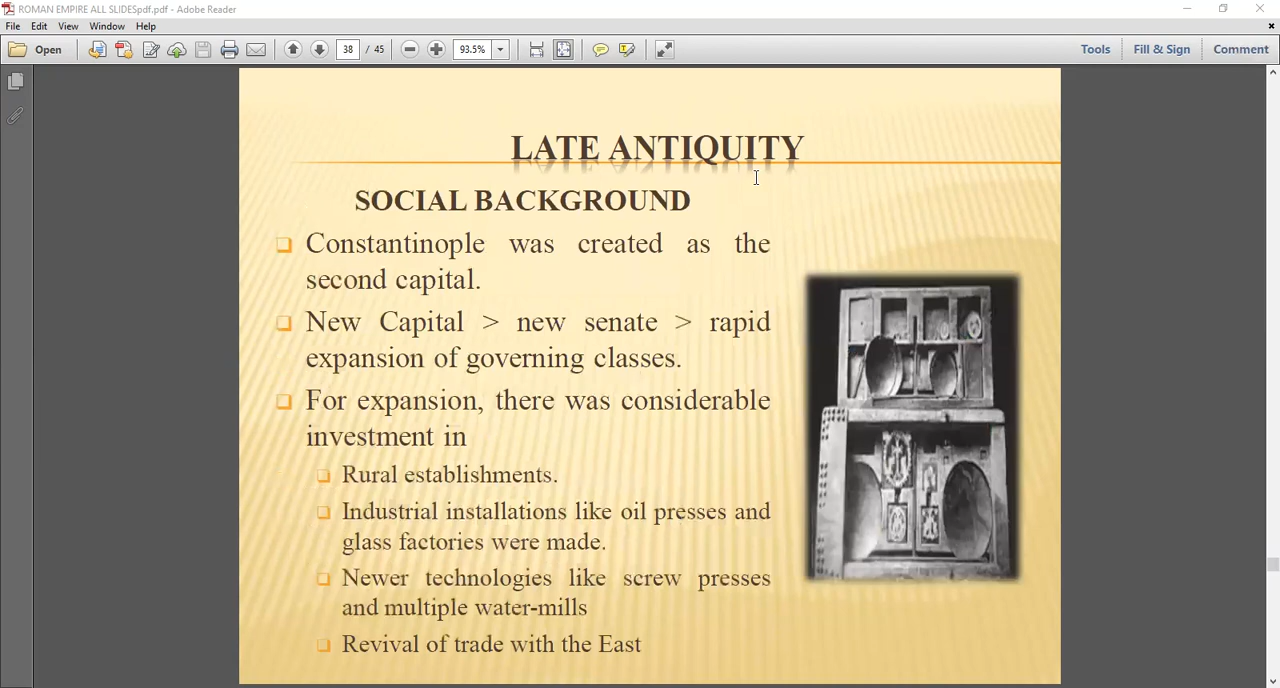 ROMAN EMPIRE ALL SLIDESpdf.pdf - Adobe Reader
File Edit View Window Help
Open 38 / 45 93.5% Tools Fill & Sign Comment
LATE ANTIQUITY
SOCIAL BACKGROUND
Constantinople was created as the
second capital.
New Capital > new senate > rapid
expansion of governing classes.
For expansion, there was considerable
investment in
Rural establishments.
Industrial installations like oil presses and
glass factories were made.
Newer technologies like screw presses
and multiple water-mills
Revival of trade with the East